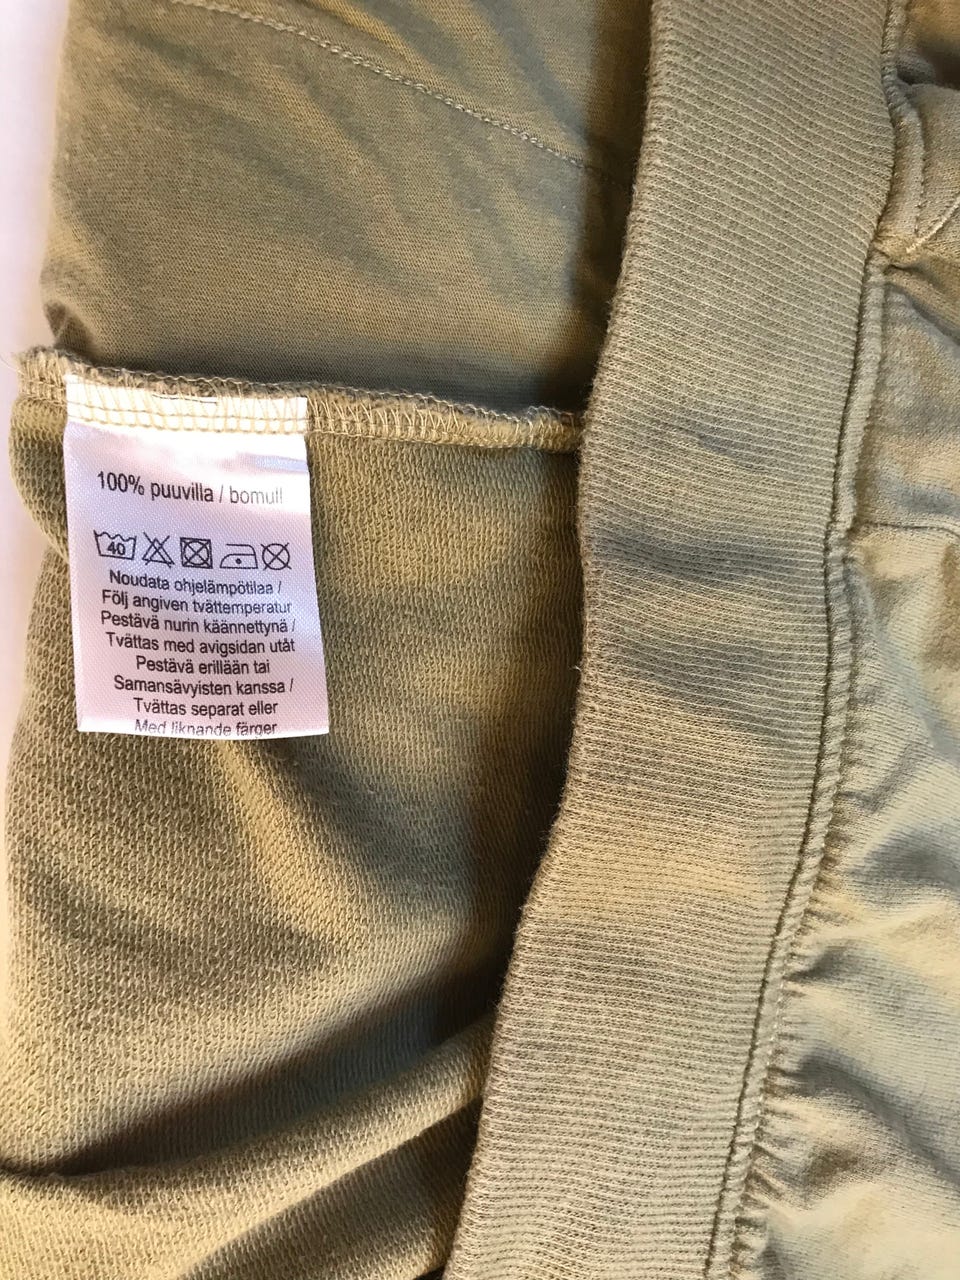 100% puuvilla / bomull
40
Noudata ohjelämpötilaa /
Följ angiven tvättemperatur
Pestävä nurin käännettynä /
Tvättas med avigsidan utåt
Pestävä erillään tai
Samansävyisten kanssa /
Tvättas separat eller
Med liknande färger